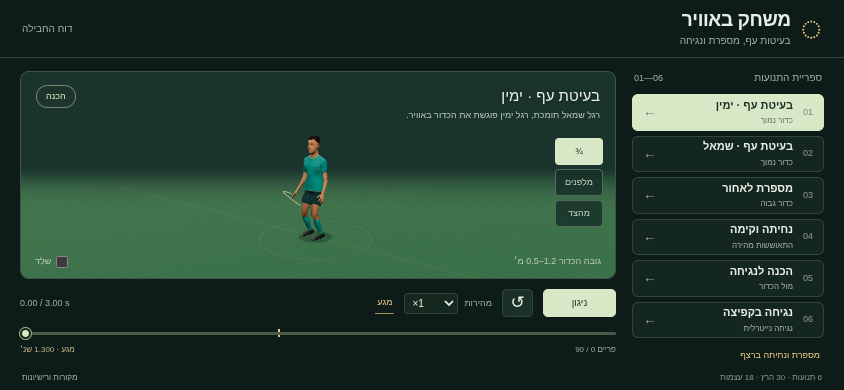 משחק באוויר
בעיטות עף, מספרת ונגיחה
דוח החבילה
ספריית התנועות
01—06
01
בעיטת עף · ימין
כדור נמוך
←
02
בעיטת עף · שמאל
כדור נמוך
←
03
מספרת לאחור
כדור גבוה
←
04
נחיתה וקימה
התאוששות מהירה
←
05
הכנה לנגיחה
מול הכדור
←
06
נגיחה בקפיצה
נגיחה נייטרלית
←
מספרת ונחיתה ברצף
6 תנועות · 30 הרץ · 18 עצמות
בעיטת עף · ימין
רגל שמאל תומכת, רגל ימין פוגשת את הכדור באוויר.
הכנה
¾
מלפנים
מהצד
גובה הכדור 0.5–1.2 מ׳
שלד
ניגון
↺
מהירות
×1
מגע
0.00 / 3.00 s
פריים 0 / 90
מגע · 1.300 שנ׳
מקורות ורישיונות